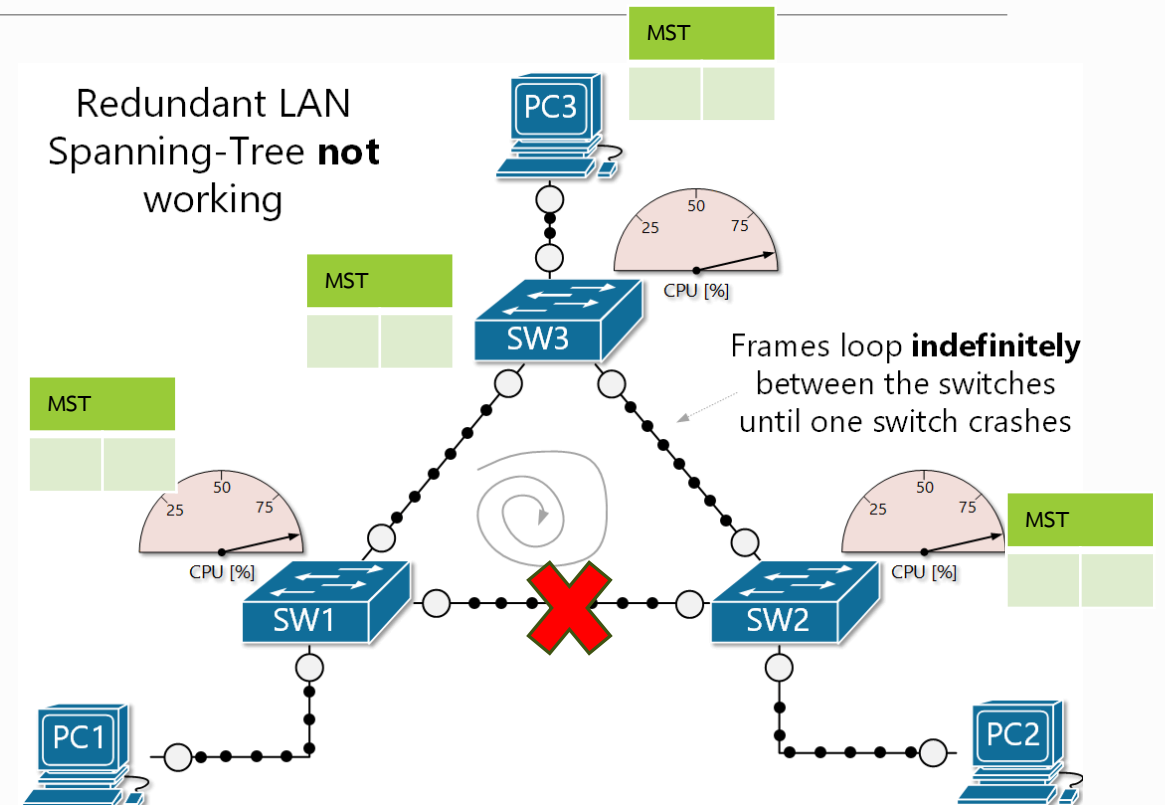 MST
PC3
Redundant LAN
Spanning-Tree not
working
25
50
75
CPU [%]
MST
SW3
Frames loop indefinitely
between the switches
until one switch crashes
MST
25
50
75
CPU [%]
25
50
75
CPU [%]
MST
SW1
SW2
PC1
PC2